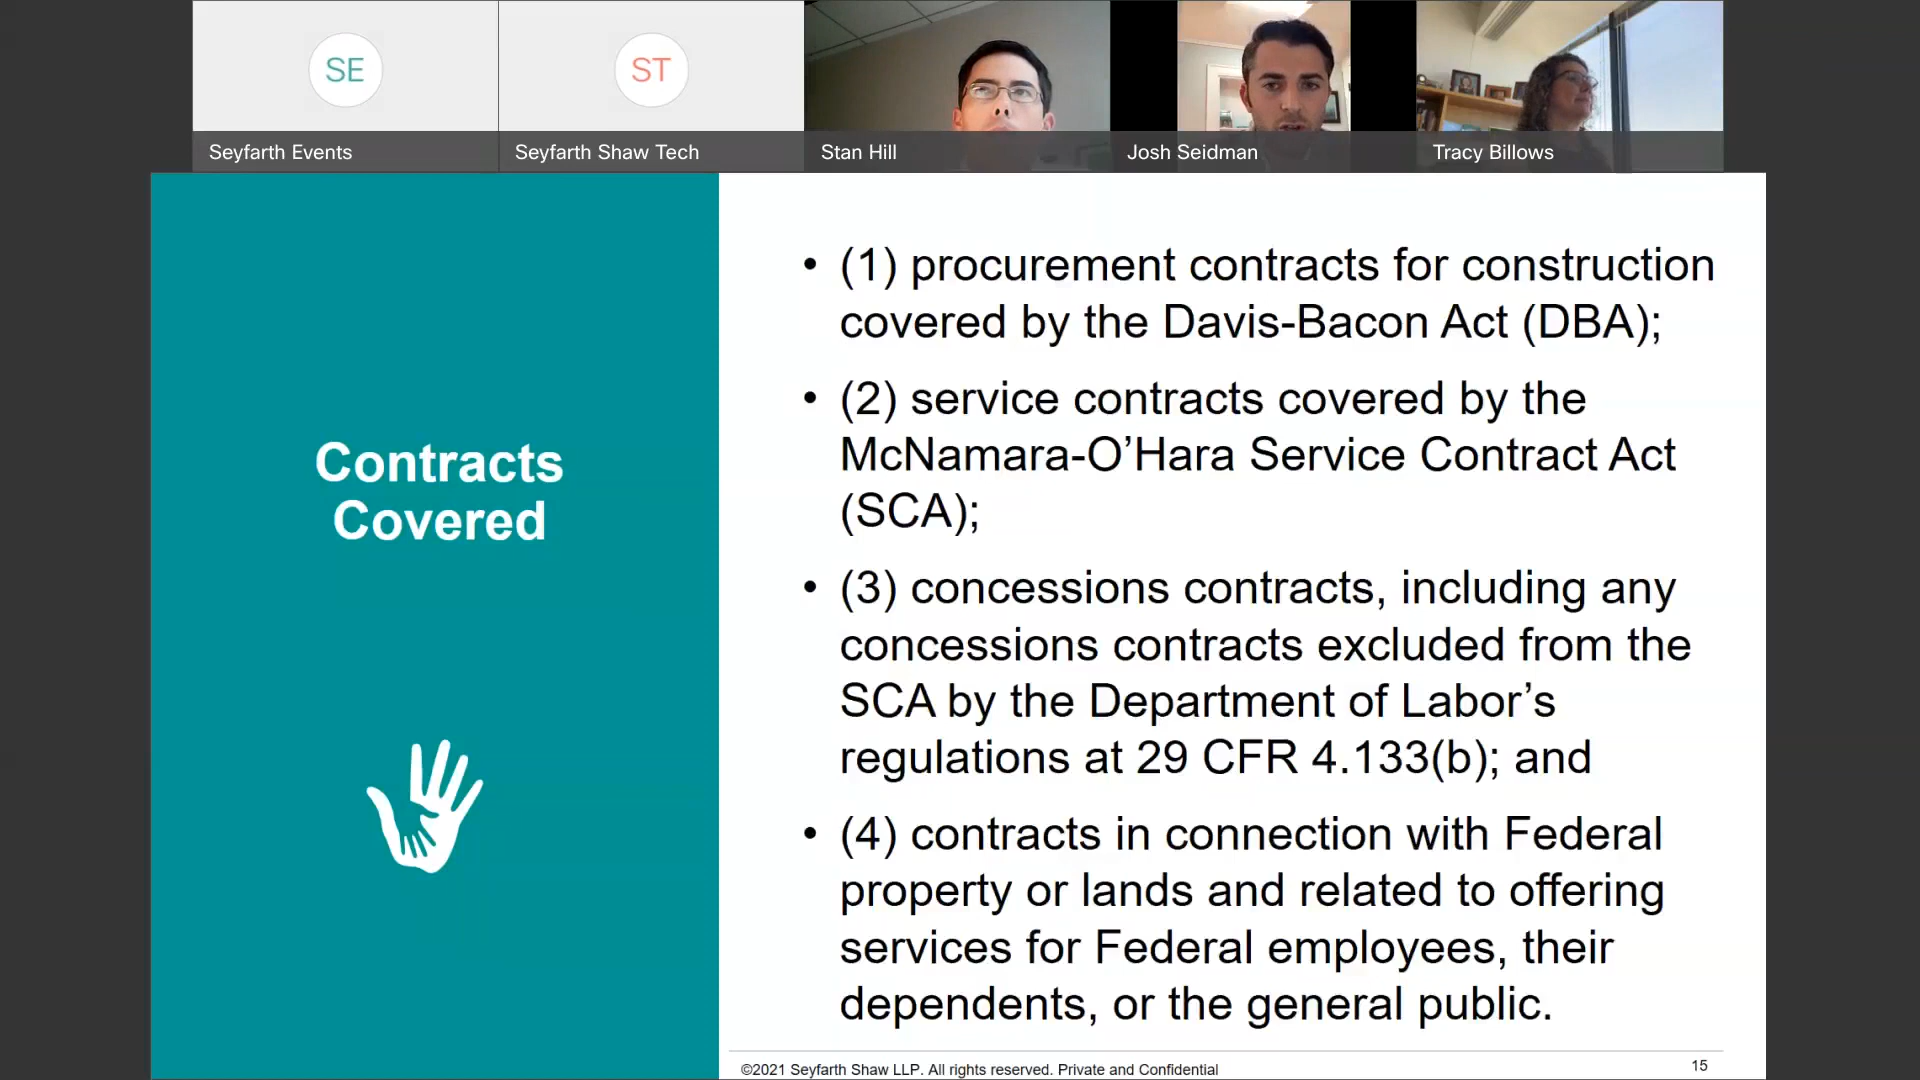 SE
ST
Seyfarth Events
Seyfarth Shaw Tech
Stan Hill
Josh Seidman
Tracy Billows
Contracts
Covered
• (1) procurement contracts for construction
covered by the Davis-Bacon Act (DBA);
• (2) service contracts covered by the
McNamara-O’Hara Service Contract Act
(SCA);
• (3) concessions contracts, including any
concessions contracts excluded from the
SCA by the Department of Labor’s
regulations at 29 CFR 4.133(b); and
• (4) contracts in connection with Federal
property or lands and related to offering
services for Federal employees, their
dependents, or the general public.
©2021 Seyfarth Shaw LLP. All rights reserved. Private and Confidential
15